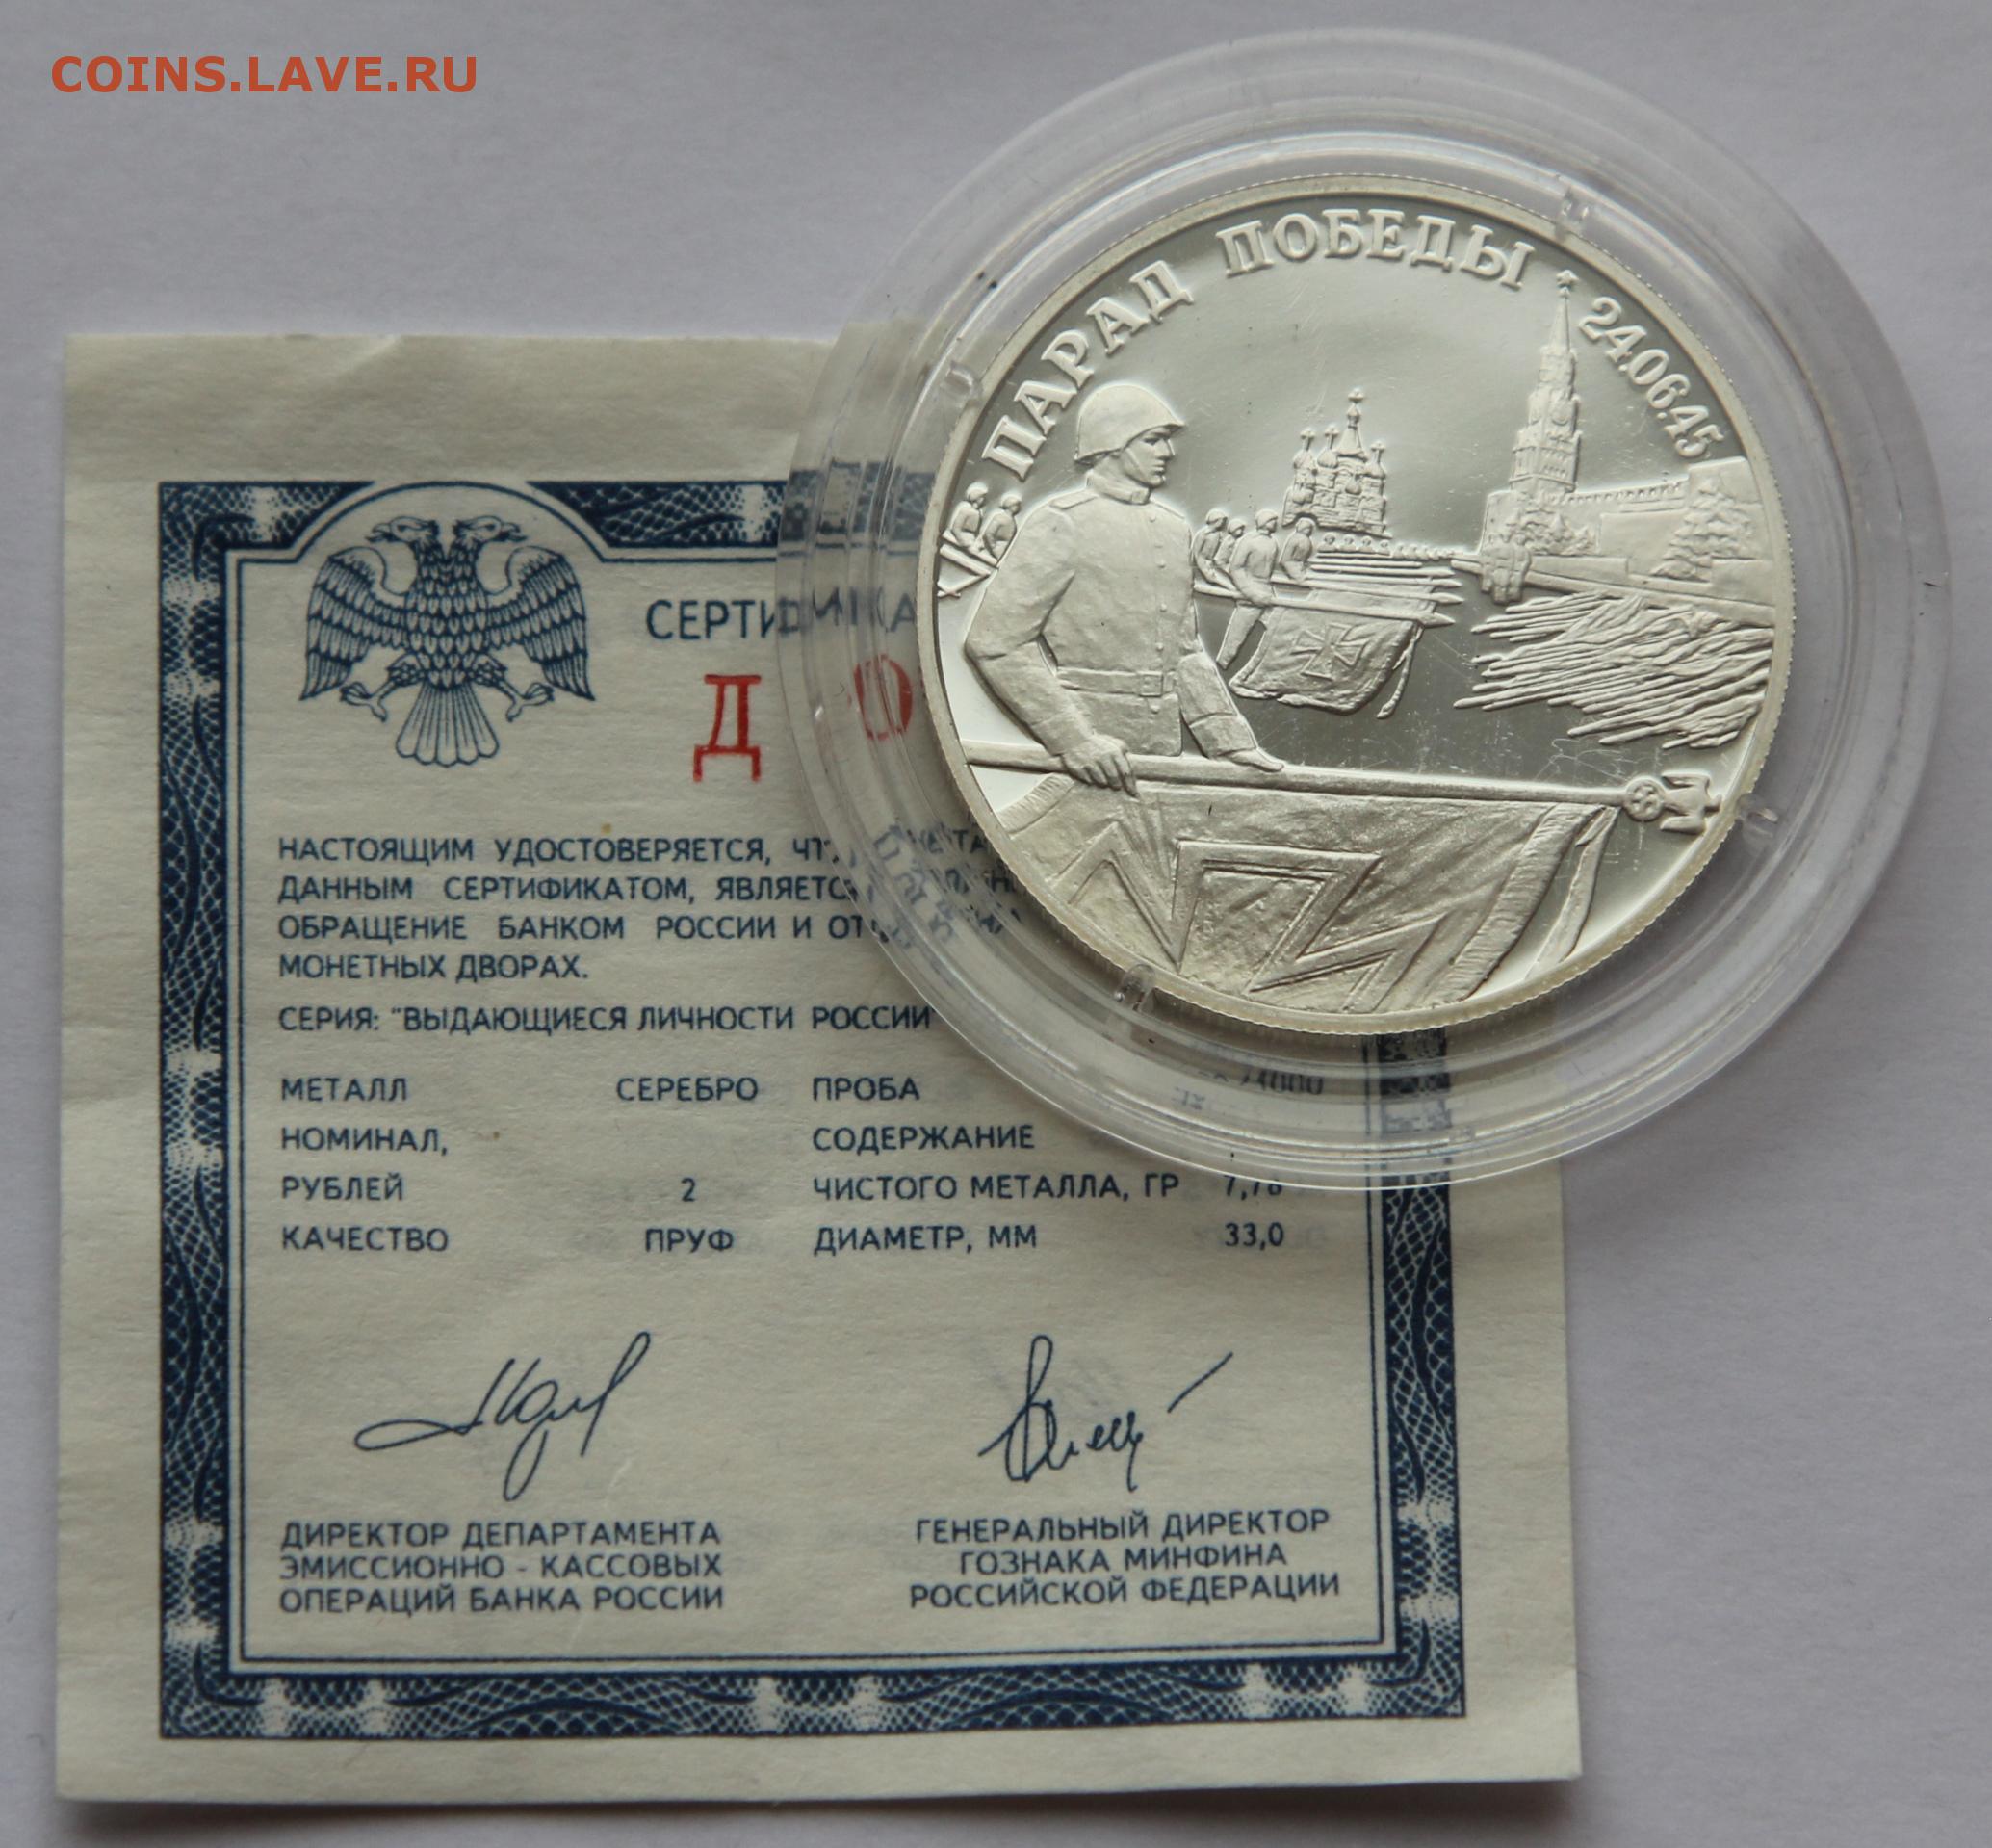 COINS.LAVE.RU
ПАРАД ПОБЕДЫ 24.06.45
Д
НАСТОЯЩИМ УДОСТОВЕРЯЕТСЯ,
ДАННЫМ СЕРТИФИКАТОМ,
ОБРАЩЕНИЕ БАНКОМ РОССИИ И
МОНЕТНЫХ ДВОРАХ.
СЕРИЯ: "ВЫДАЮЩИЕСЯ ЛИЧНОСТИ РОССИИ"
МЕТАЛЛ СЕРЕБРО ПРОБА
НОМИНАЛ, СОДЕРЖАНИЕ
РУБЛЕЙ 2 ЧИСТОГО МЕТАЛЛА, ГР 7,78
КАЧЕСТВО ПРУФ ДИАМЕТР, ММ 33,0
ДИРЕКТОР ДЕПАРТАМЕНТА
ЭМИССИОННО - КАССОВЫХ
ОПЕРАЦИЙ БАНКА РОССИИ
ГЕНЕРАЛЬНЫЙ ДИРЕКТОР
ГОЗНАКА МИНФИНА
РОССИЙСКОЙ ФЕДЕРАЦИИ